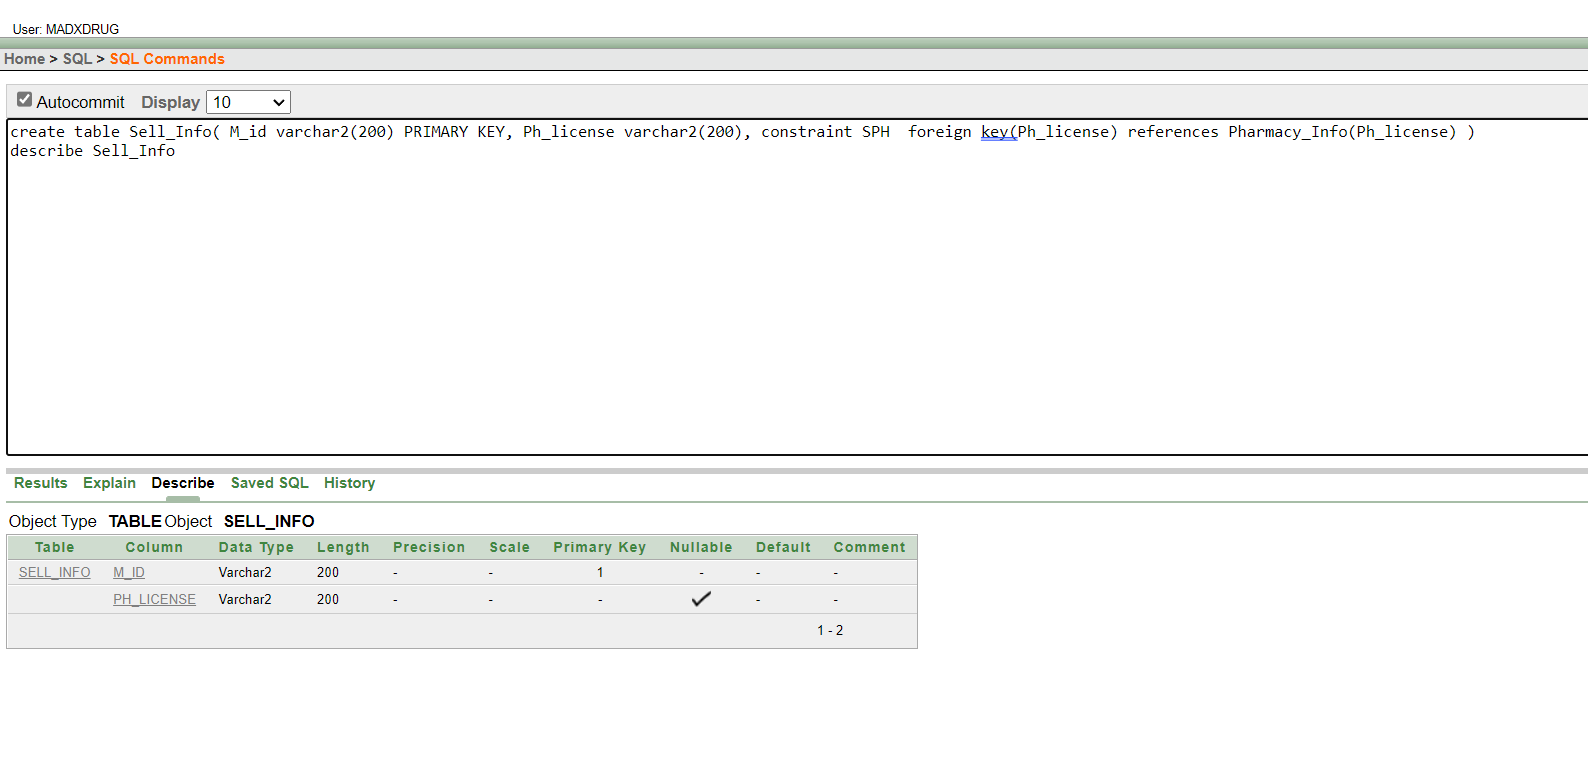 User: MADXDRUG
Home > SQL > SQL Commands
Autocommit Display 10
create table Sell_Info( M_id varchar2(200) PRIMARY KEY, Ph_license varchar2(200), constraint SPH  foreign key(Ph_license) references Pharmacy_Info(Ph_license) )
describe Sell_Info
Results Explain Describe Saved SQL History
Object Type TABLE Object SELL_INFO
Table Column Data Type Length Precision Scale Primary Key Nullable Default Comment
SELL_INFO M_ID Varchar2 200 - - 1 - - -
PH_LICENSE Varchar2 200 - - - - -
1 - 2